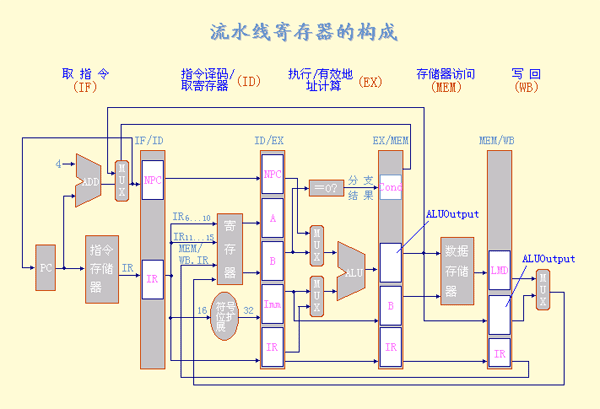 流水线寄存器的构成
取 指 令
(IF)
指令译码/
取寄存器
(ID)
执行/有效地
址计算
(EX)
存储器访问
(MEM)
写 回
(WB)
IF/ID
ID/EX
EX/MEM
MEM/WB
4
ADD
MUX
NPC
NPC
=0?
分 支
结 果
Cond
IR6...10
IR11...15
MEM/
WB.IR
寄存器
A
B
MUX
MUX
ALU
ALUOutput
数据存储器
LMD
ALUOutput
MUX
PC
指令存储器
IR
IR
16
符号位扩展
32
Imm
B
IR
IR
IR